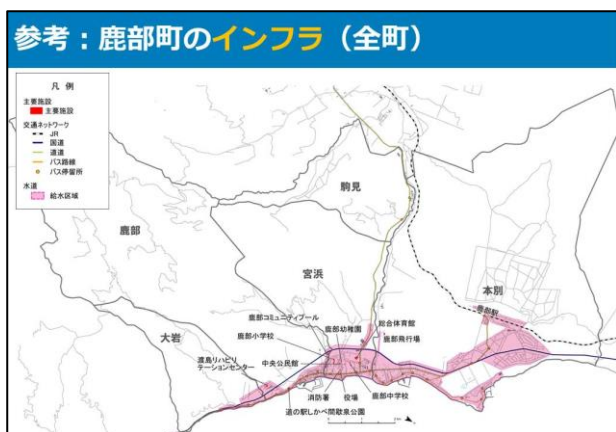 参考：鹿部町のインフラ（全町）
凡 例
主要施設
主要施設
交通ネットワーク
JR
国道
道道
バス路線
バス停留所
水道
給水区域
駒見
鹿部
宮浜
本別
大岩
鹿部コミュニティプール
鹿部幼稚園
総合体育館
鹿部駅
鹿部小学校
鹿部飛行場
渡島リハビリ
テーションセンター
中央公民館
消防署
役場
鹿部中学校
道の駅しかべ間歇泉公園